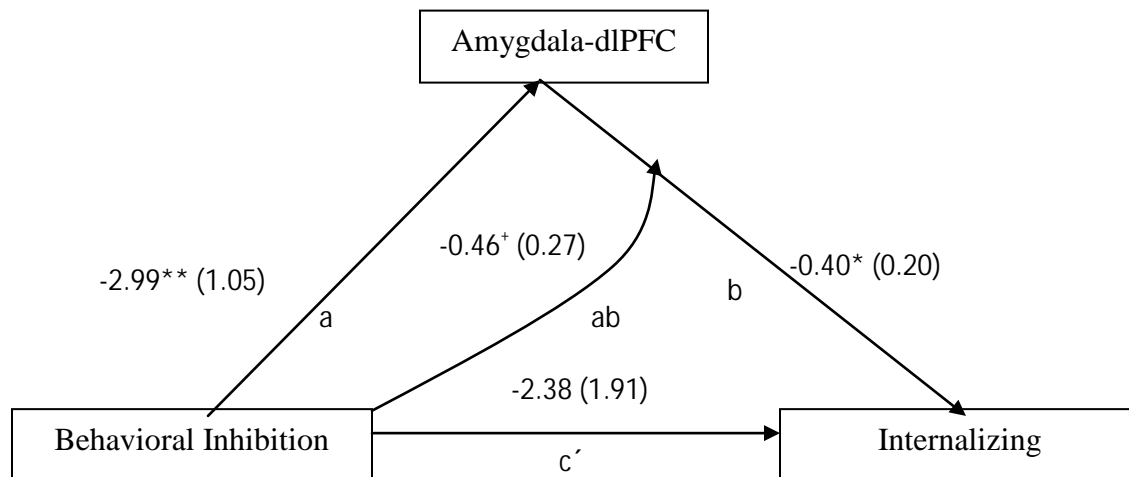 Amygdala-dlPFC
-0.46⁺ (0.27)
-2.99** (1.05)
-0.40* (0.20)
a
ab
b
-2.38 (1.91)
Behavioral Inhibition
Internalizing
c´